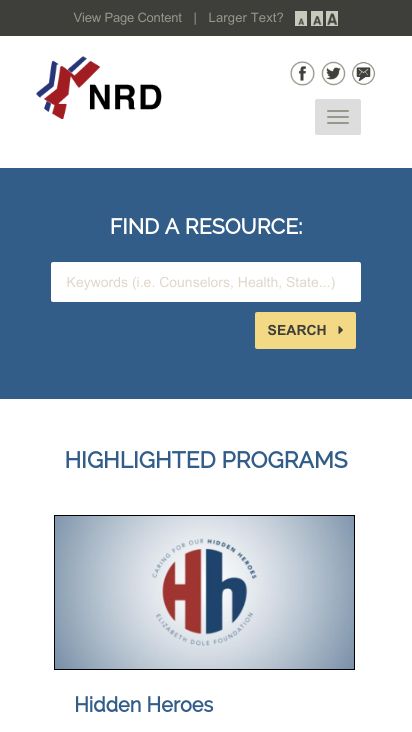 View Page Content | Larger Text? A A A
NRD
FIND A RESOURCE:
Keywords (i.e. Counselors, Health, State...)
SEARCH
HIGHLIGHTED PROGRAMS
CARING FOR OUR HIDDEN HEROES
Hh
ELIZABETH DOLE FOUNDATION
Hidden Heroes